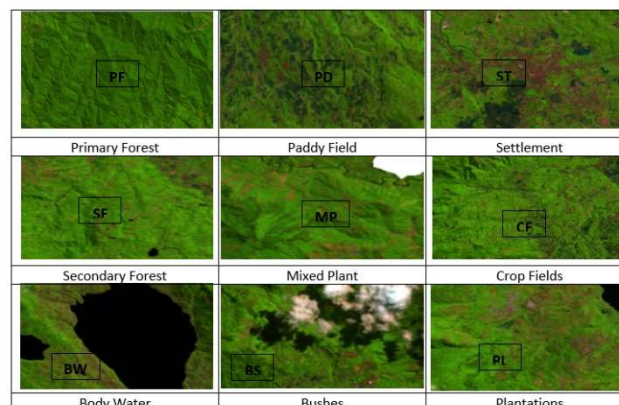 PF PD ST
Primary Forest Paddy Field Settlement
SF MP CF
Secondary Forest Mixed Plant Crop Fields
BW BS PL
Body Water Bushes Plantations